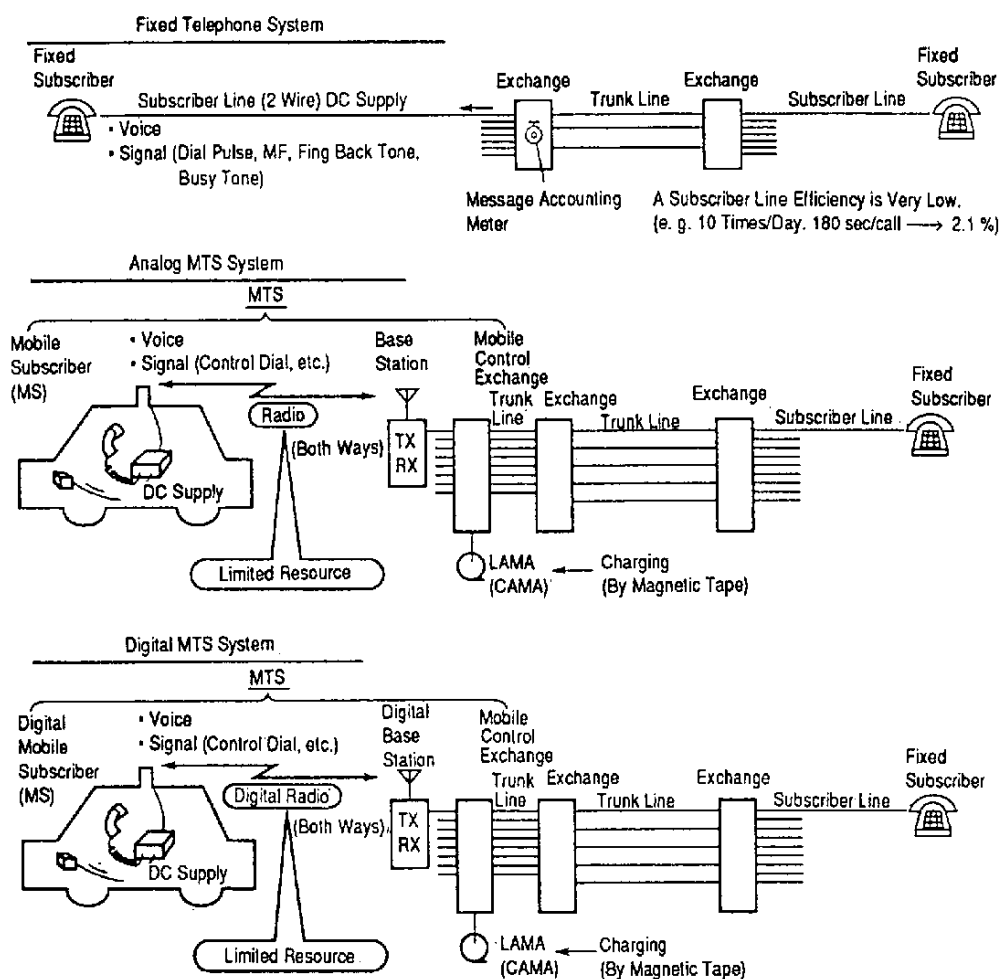 Fixed Telephone System
Fixed
Subscriber
Subscriber Line (2 Wire) DC Supply
• Voice
• Signal (Dial Pulse, MF, Fing Back Tone,
Busy Tone)
Exchange
Trunk Line
Exchange
Subscriber Line
Fixed
Subscriber
Message Accounting
Meter
A Subscriber Line Efficiency is Very Low.
(e. g. 10 Times/Day. 180 sec/call → 2.1 %)
Analog MTS System
MTS
Mobile
Subscriber
(MS)
• Voice
• Signal (Control Dial, etc.)
Radio
(Both Ways)
DC Supply
Limited Resource
Base
Station
TX
RX
Mobile
Control
Exchange
Trunk
Line
Exchange
Trunk Line
Exchange
Subscriber Line
Fixed
Subscriber
LAMA
(CAMA)
Charging
(By Magnetic Tape)
Digital MTS System
MTS
Digital
Mobile
Subscriber
(MS)
• Voice
• Signal (Control Dial, etc.)
Digital Radio
(Both Ways)
DC Supply
Limited Resource
Digital
Base
Station
TX
RX
Mobile
Control
Exchange
Trunk
Line
Exchange
Trunk Line
Exchange
Subscriber Line
Fixed
Subscriber
LAMA
(CAMA)
Charging
(By Magnetic Tape)